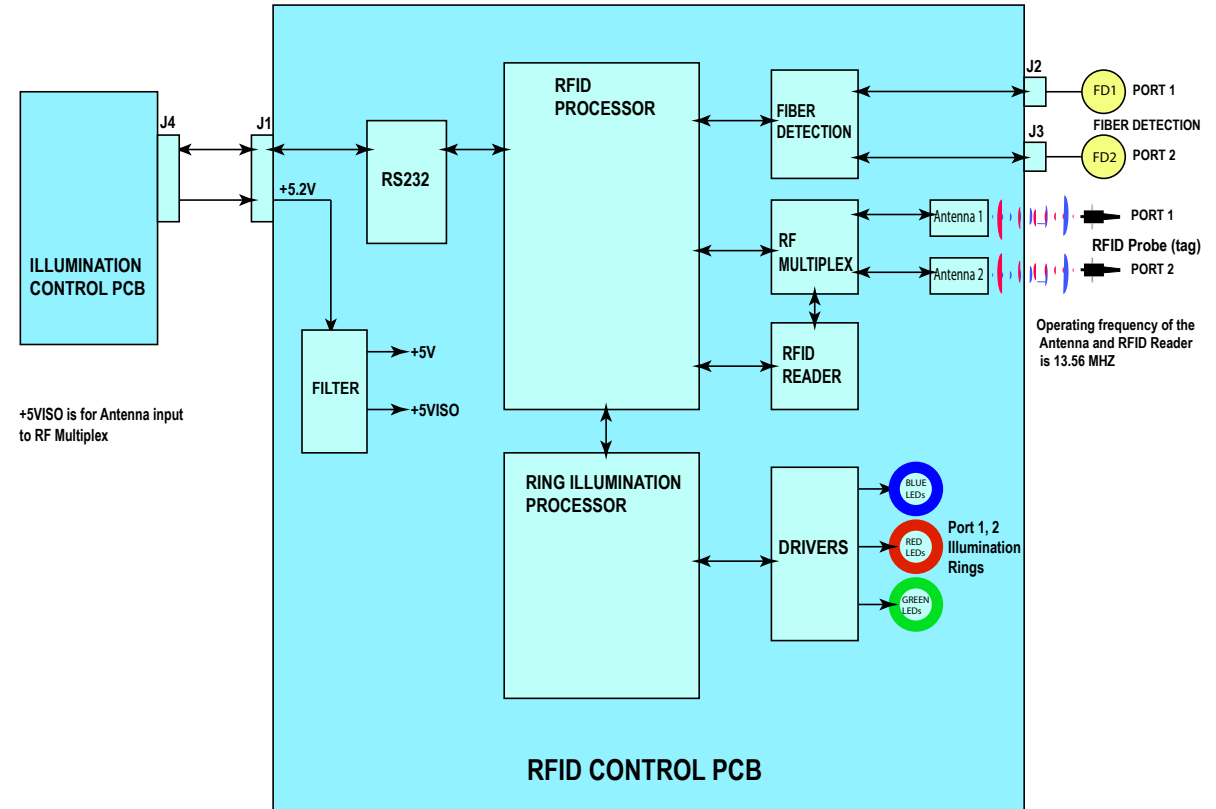 ILLUMINATION
CONTROL PCB
J4
J1
+5.2V
RS232
FILTER
+5V
+5VISO
+5VISO is for Antenna input
to RF Multiplex
RFID
PROCESSOR
RING ILLUMINATION
PROCESSOR
FIBER
DETECTION
RF
MULTIPLEX
RFID
READER
DRIVERS
Antenna 1
Antenna 2
J2
FD1
PORT 1
FIBER DETECTION
J3
FD2
PORT 2
PORT 1
RFID Probe (tag)
PORT 2
Operating frequency of the
Antenna and RFID Reader
is 13.56 MHZ
BLUE
LEDs
RED
LEDs
GREEN
LEDs
Port 1, 2
Illumination
Rings
RFID CONTROL PCB